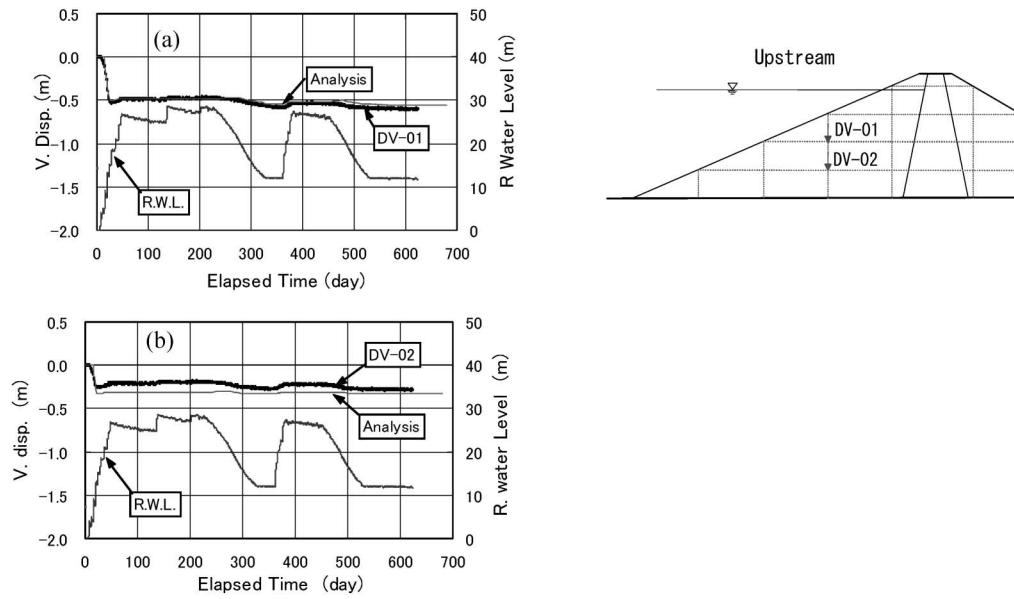 (a)
V. Disp. (m)
0.5
0.0
-0.5
-1.0
-1.5
-2.0
Analysis
DV-01
R.W.L.
50
40
30
20
10
0
R Water Level (m)
0 100 200 300 400 500 600 700
Elapsed Time (day)
Upstream
DV-01
DV-02
(b)
V. disp. (m)
0.5
0.0
-0.5
-1.0
-1.5
-2.0
DV-02
Analysis
R.W.L.
50
40
30
20
10
0
R. water Level (m)
0 100 200 300 400 500 600 700
Elapsed Time (day)